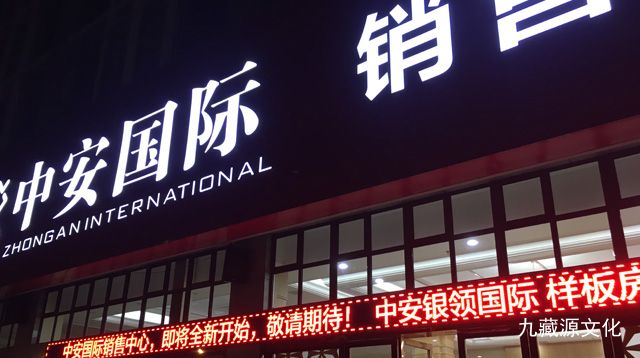 中安国际 销售
ZHONGAN INTERNATIONAL
中安国际销售中心，即将全新开始，敬请期待！ 中安银领国际 样板房
九藏源文化